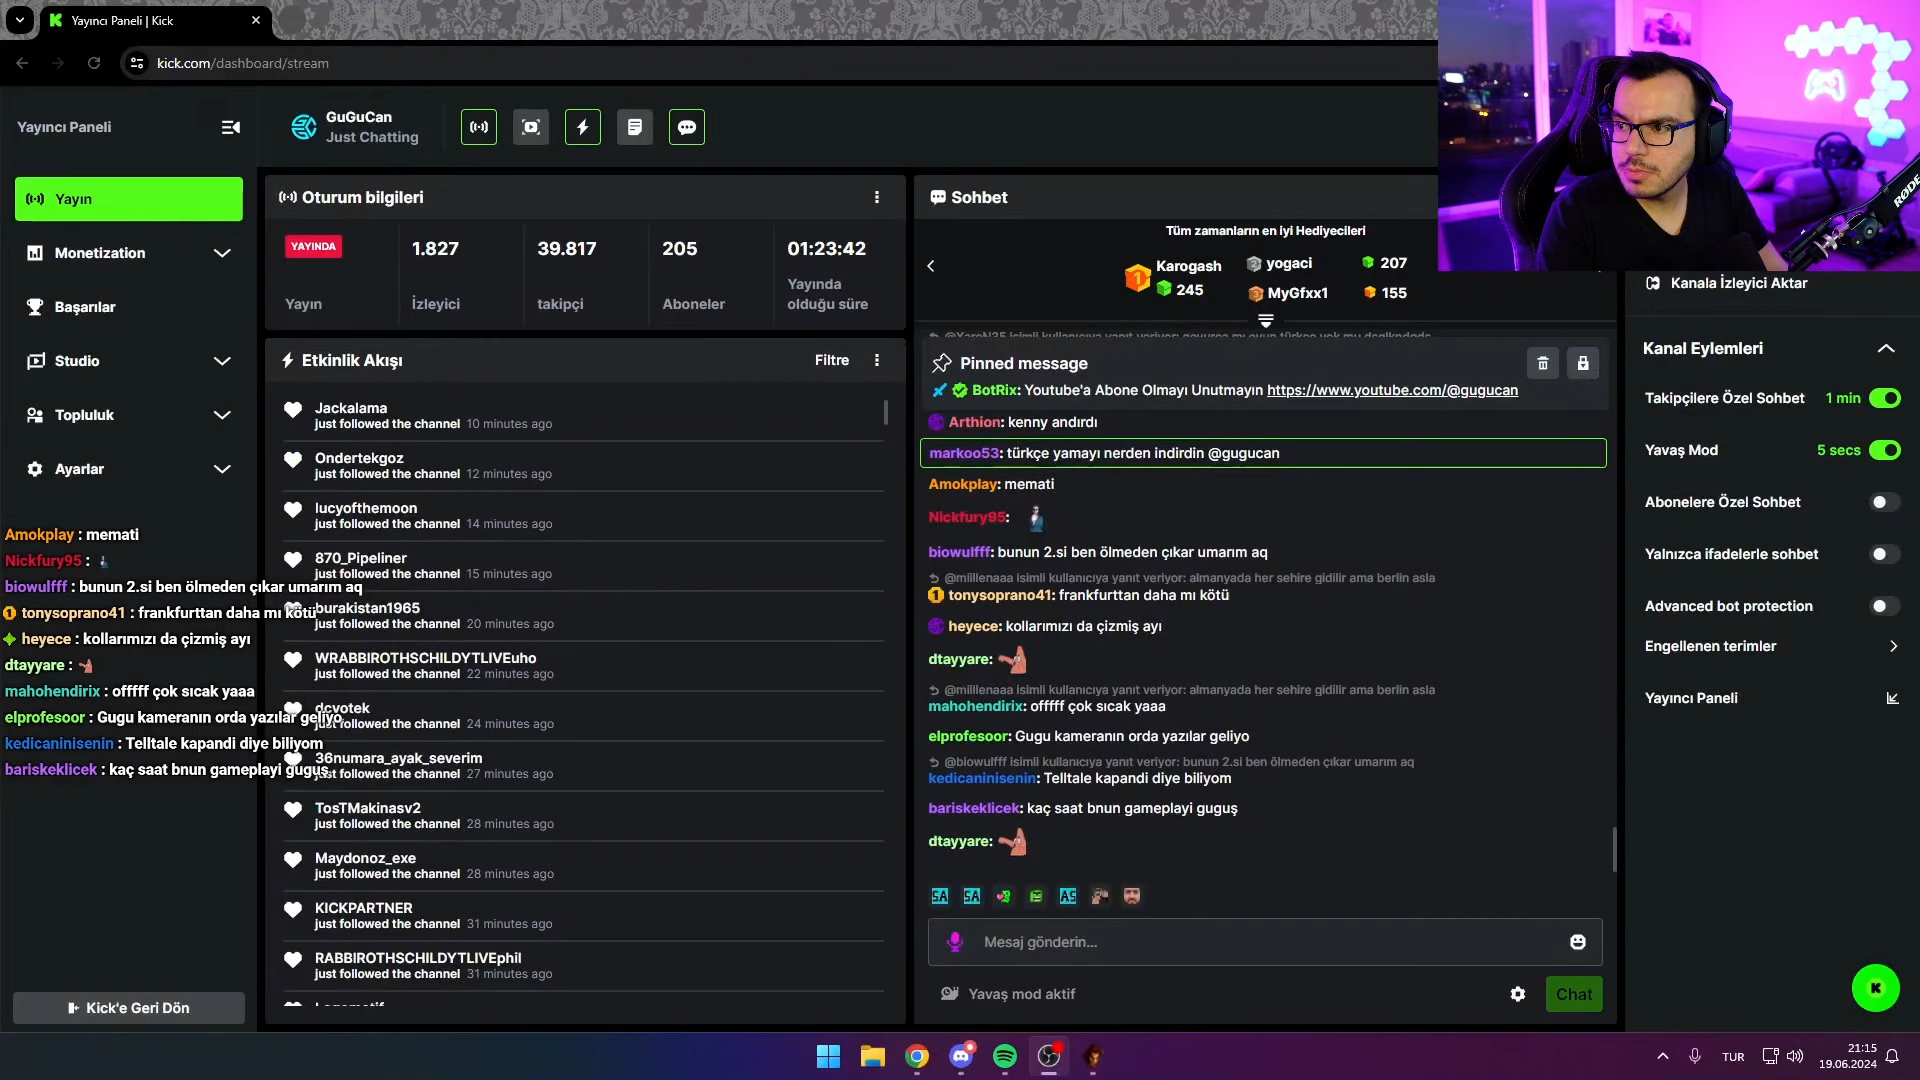 Yayıncı Paneli | Kick
kick.com/dashboard/stream
Yayıncı Paneli
GuGuCan
Just Chatting
Yayın
Monetization
Başarılar
Studio
Topluluk
Ayarlar
Amokplay : memati
Nickfury95 :
biowulfff : bunun 2.si ben ölmeden çıkar umarım aq
tonysoprano41 : frankfurttan daha mı kötü
heyece : kollarımızı da çizmiş ayı
dtayyare :
mahohendirix : offfff çok sıcak yaaa
elprofesoor : Gugu kameranın orda yazılar geliyo
kedicaninisenin : Telltale kapandi diye biliyom
bariskeklicek : kaç saat bnun gameplayi guguş
Kick'e Geri Dön
Oturum bilgileri
YAYINDA
1.827
39.817
205
01:23:42
Yayın
İzleyici
takipçi
Aboneler
Yayında
olduğu süre
Etkinlik Akışı
Filtre
Jackalama
just followed the channel 10 minutes ago
Ondertekgoz
just followed the channel 12 minutes ago
lucyofthemoon
just followed the channel 14 minutes ago
870_Pipeliner
just followed the channel 15 minutes ago
burakistan1965
just followed the channel 20 minutes ago
WRABBIROTHSCHILDYTLIVEuho
just followed the channel 22 minutes ago
dcvotek
just followed the channel 24 minutes ago
36numara_ayak_severim
just followed the channel 27 minutes ago
TosTMakinasv2
just followed the channel 28 minutes ago
Maydonoz_exe
just followed the channel 28 minutes ago
KICKPARTNER
just followed the channel 31 minutes ago
RABBIROTHSCHILDYTLIVEphil
just followed the channel 31 minutes ago
Sohbet
Tüm zamanların en iyi Hediyecileri
1 Karogash
245
2 yogaci
207
3 MyGfxx1
155
Pinned message
BotRix: Youtube'a Abone Olmayı Unutmayın https://www.youtube.com/@gugucan
Arthion: kenny andırdı
markoo53: türkçe yamayı nerden indirdin @gugucan
Amokplay: memati
Nickfury95:
biowulfff: bunun 2.si ben ölmeden çıkar umarım aq
@miillenaaa isimli kullanıcıya yanıt veriyor: almanyada her sehire gidilir ama berlin asla
tonysoprano41: frankfurttan daha mı kötü
heyece: kollarımızı da çizmiş ayı
dtayyare:
@miillenaaa isimli kullanıcıya yanıt veriyor: almanyada her sehire gidilir ama berlin asla
mahohendirix: offfff çok sıcak yaaa
elprofesoor: Gugu kameranın orda yazılar geliyo
@biowulfff isimli kullanıcıya yanıt veriyor: bunun 2.si ben ölmeden çıkar umarım aq
kedicaninisenin: Telltale kapandi diye biliyom
bariskeklicek: kaç saat bnun gameplayi guguş
dtayyare:
SA SA AS
Mesaj gönderin...
Yavaş mod aktif
Chat
RØDE
Kanala İzleyici Aktar
Kanal Eylemleri
Takipçilere Özel Sohbet 1 min
Yavaş Mod 5 secs
Abonelere Özel Sohbet
Yalnızca ifadelerle sohbet
Advanced bot protection
Engellenen terimler
Yayıncı Paneli
K
TUR
21:15
19.06.2024